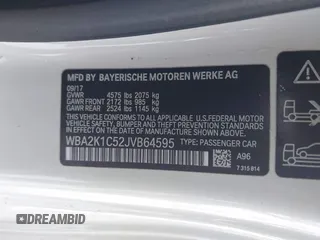 MFD BY BAYERISCHE MOTOREN WERKE AG
09/17
GVWR 4575 lbs 2075 kg
GAWR FRONT 2172 lbs 985 kg
GAWR REAR 2524 lbs 1145 kg
THIS VEHICLE CONFORMS TO ALL APPLICABLE
U.S. FEDERAL MOTOR
VEHICLE SAFETY, BUMPER, AND THEFT PREVENTION
STANDARDS IN EFFECT ON THE DATE OF
MANUFACTURE SHOWN ABOVE.
WBA2K1C52JVB64595 TYPE: PASSENGER CAR
A96
7 315 814